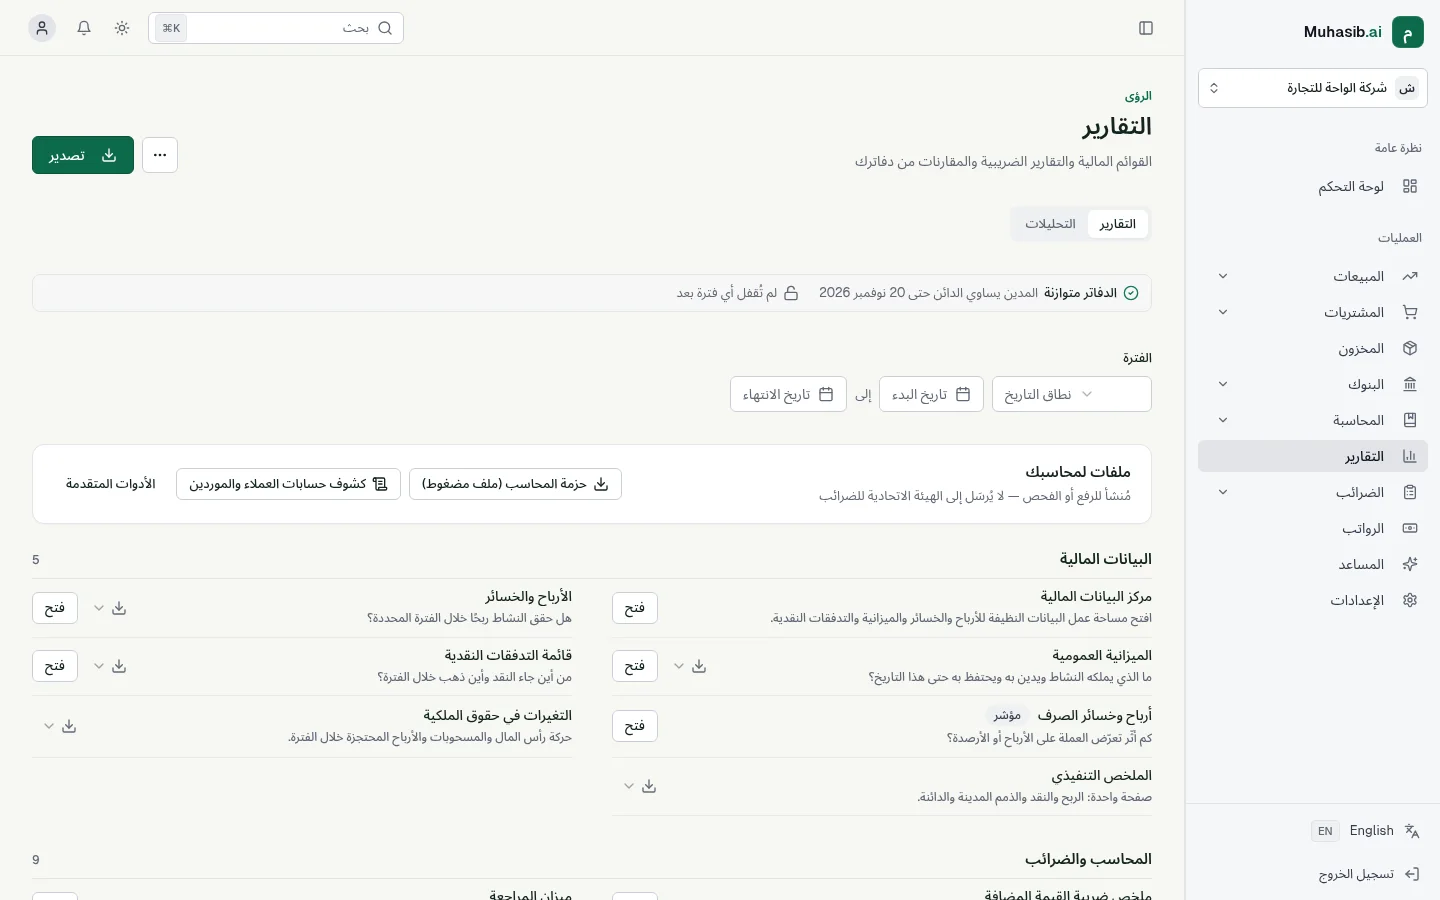 م
Muhasib.ai
ش شركة الواحة للتجارة
نظرة عامة
لوحة التحكم
العمليات
المبيعات
المشتريات
المخزون
البنوك
المحاسبة
التقارير
الضرائب
الرواتب
المساعد
الإعدادات
English EN
تسجيل الخروج
بحث ⌘K
الرؤى
التقارير
القوائم المالية والتقارير الضريبية والمقارنات من دفاترك
... تصدير
التقارير التحليلات
الدفاتر متوازنة المدين يساوي الدائن حتى 20 نوفمبر 2026 لم تُقفل أي فترة بعد
الفترة
نطاق التاريخ تاريخ البدء إلى تاريخ الانتهاء
ملفات لمحاسبك
مُنشأ للرفع أو الفحص — لا يُرسَل إلى الهيئة الاتحادية للضرائب
حزمة المحاسب (ملف مضغوط) كشوف حسابات العملاء والموردين الأدوات المتقدمة
البيانات المالية 5
مركز البيانات المالية
افتح مساحة عمل البيانات النظيفة للأرباح والخسائر والميزانية والتدفقات النقدية.
فتح
الأرباح والخسائر
هل حقق النشاط ربحًا خلال الفترة المحددة؟
فتح
الميزانية العمومية
ما الذي يملكه النشاط ويدين به ويحتفظ به حتى هذا التاريخ؟
فتح
قائمة التدفقات النقدية
من أين جاء النقد وأين ذهب خلال الفترة؟
فتح
أرباح وخسائر الصرف مؤشر
كم أثّر تعرّض العملة على الأرباح أو الأرصدة؟
فتح
التغيرات في حقوق الملكية
حركة رأس المال والمسحوبات والأرباح المحتجزة خلال الفترة.
الملخص التنفيذي
صفحة واحدة: الربح والنقد والذمم المدينة والدائنة.
المحاسب والضرائب 9
ملخص ضريبة القيمة المضافة
ميزان المراجعة